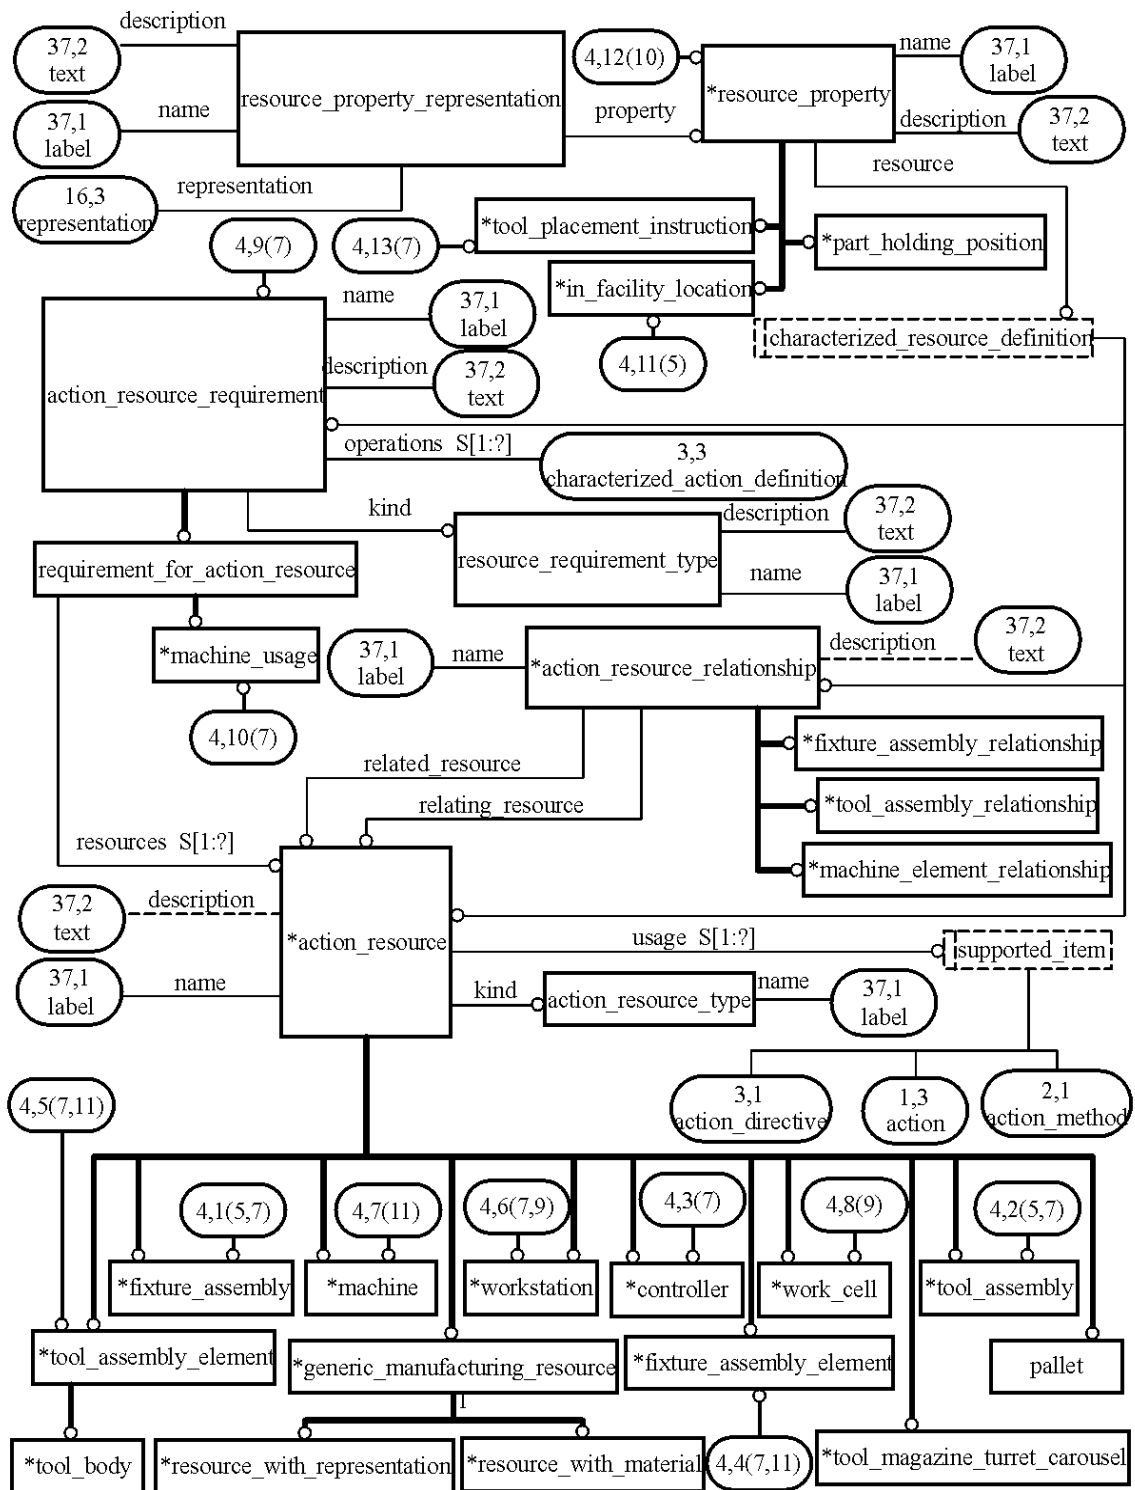 description
37,2
text
name
37,1
label
16,3
representation
representation
resource_property_representation
property
4,12(10)
*resource_property
name
37,1
label
description
37,2
text
resource
4,9(7)
4,13(7)
*tool_placement_instruction
*part_holding_position
*in_facility_location
4,11(5)
characterized_resource_definition
action_resource_requirement
name
37,1
label
description
37,2
text
operations S[1:?]
3,3
characterized_action_definition
kind
resource_requirement_type
description
37,2
text
name
37,1
label
requirement_for_action_resource
*machine_usage
4,10(7)
37,1
label
name
*action_resource_relationship
description
37,2
text
related_resource
relating_resource
*fixture_assembly_relationship
*tool_assembly_relationship
*machine_element_relationship
resources S[1:?]
37,2
text
description
*action_resource
37,1
label
name
usage S[1:?]
supported_item
kind
action_resource_type
name
37,1
label
3,1
action_directive
1,3
action
2,1
action_method
4,5(7,11)
4,1(5,7)
4,7(11)
4,6(7,9)
4,3(7)
4,8(9)
4,2(5,7)
*fixture_assembly
*machine
*workstation
*controller
*work_cell
*tool_assembly
*tool_assembly_element
*generic_manufacturing_resource
*fixture_assembly_element
pallet
1
*tool_body
*resource_with_representation
*resource_with_material
4,4(7,11)
*tool_magazine_turret_carousel